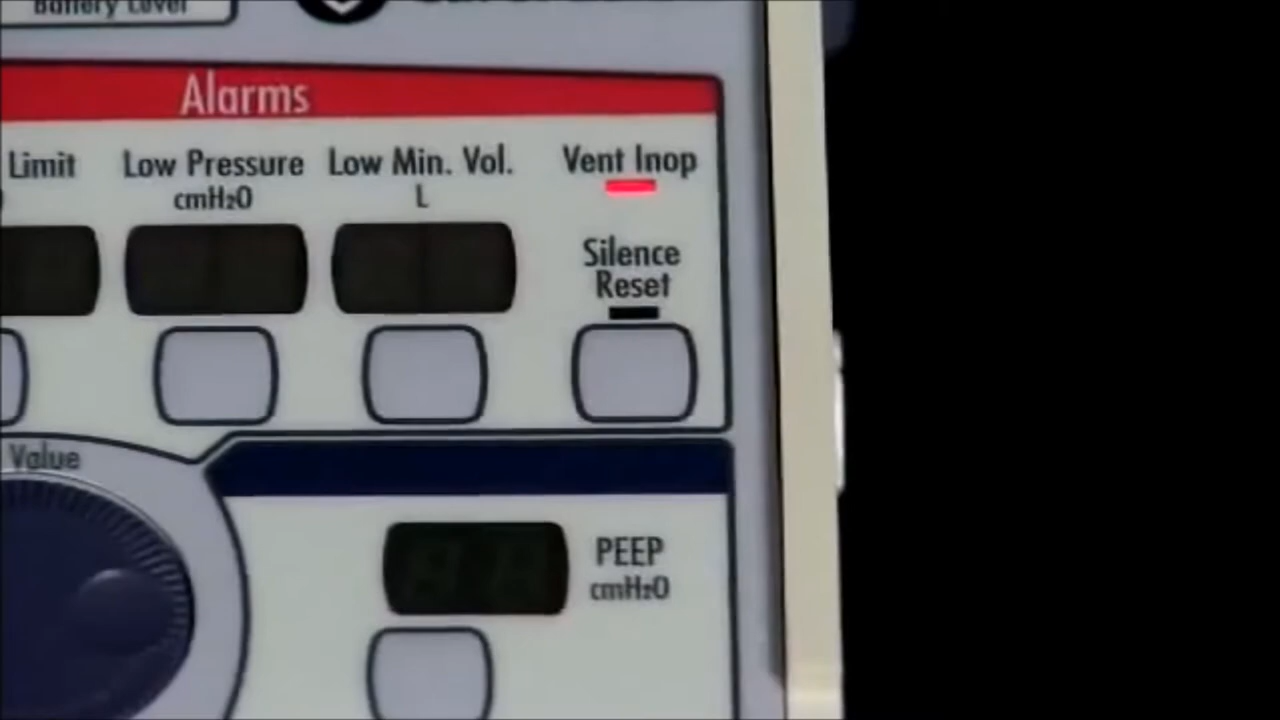 Battery Level
Alarms
Limit
Low Pressure
cmH₂O
Low Min. Vol.
L
Vent Inop
Silence
Reset
Value
PEEP
cmH₂O